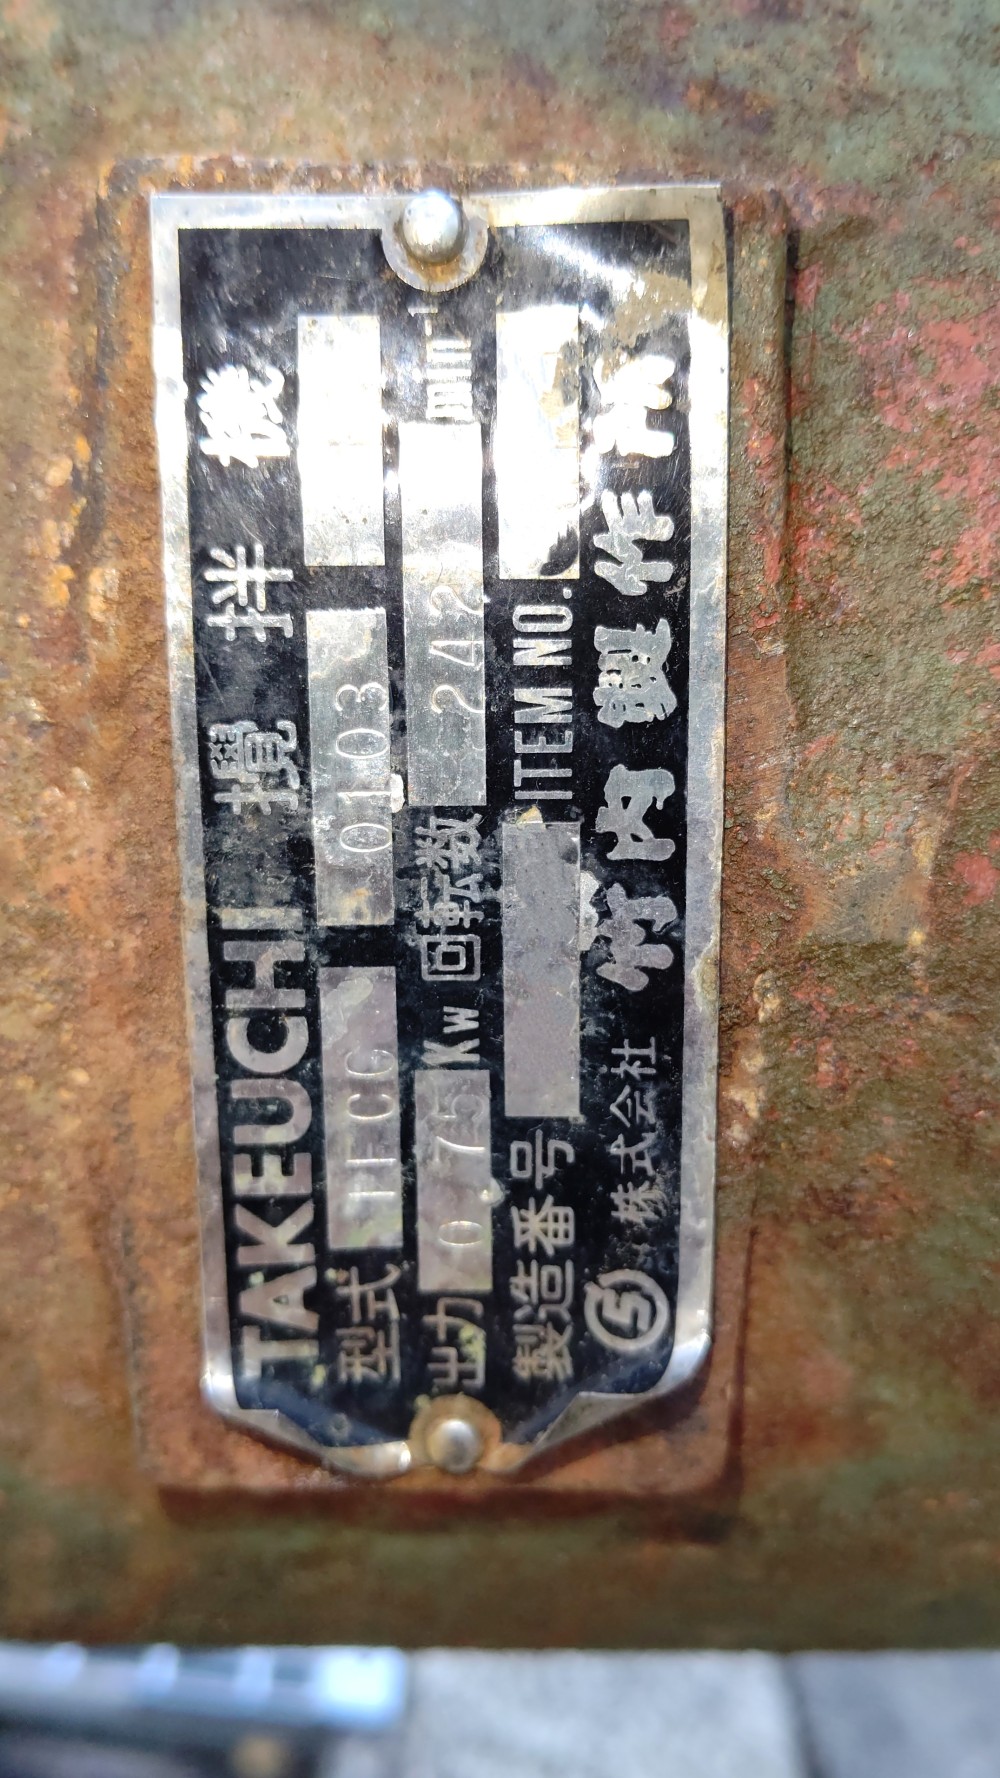 TAKEUCHI 攪拌機
型式 IFCG 0103
出力 0.75 Kw 回転数 242 min⁻¹
製造番号 ITEM NO.
株式会社 竹内製作所